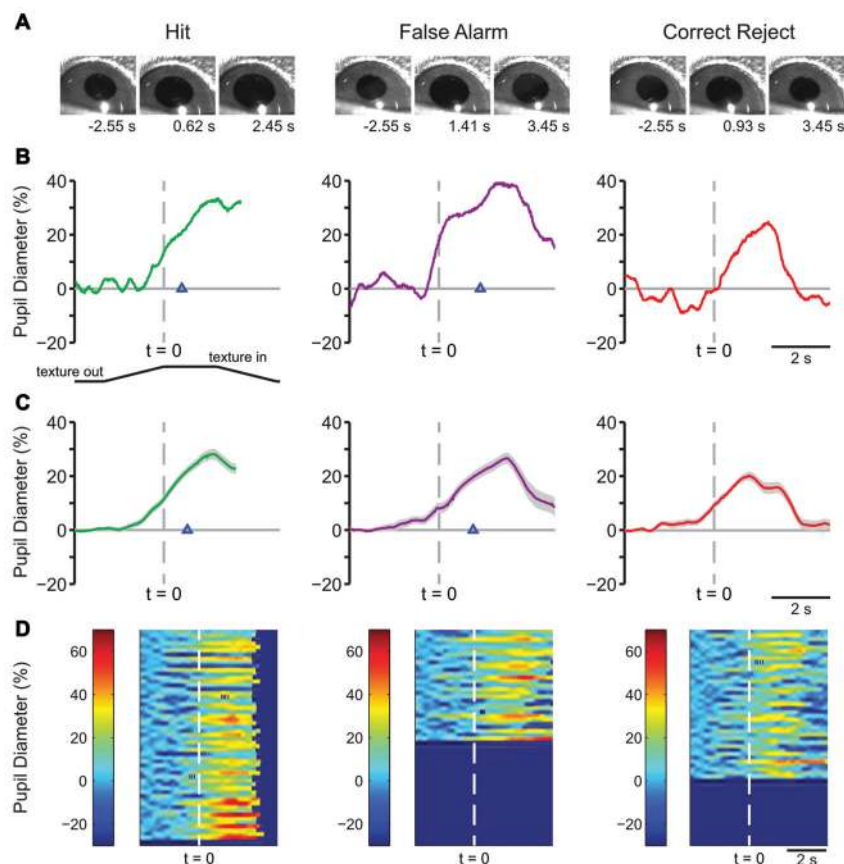 A
Hit False Alarm Correct Reject
-2.55 s 0.62 s 2.45 s -2.55 s 1.41 s 3.45 s -2.55 s 0.93 s 3.45 s
B
Pupil Diameter (%)
40 40 40
20 20 20
0 0 0
−20 −20 −20
t = 0 t = 0 t = 0 2 s
texture out texture in
C
Pupil Diameter (%)
40 40 40
20 20 20
0 0 0
−20 −20 −20
t = 0 t = 0 t = 0 2 s
D
Pupil Diameter (%)
60 60 60
40 40 40
20 20 20
0 0 0
−20 −20 −20
t = 0 t = 0 t = 0 2 s